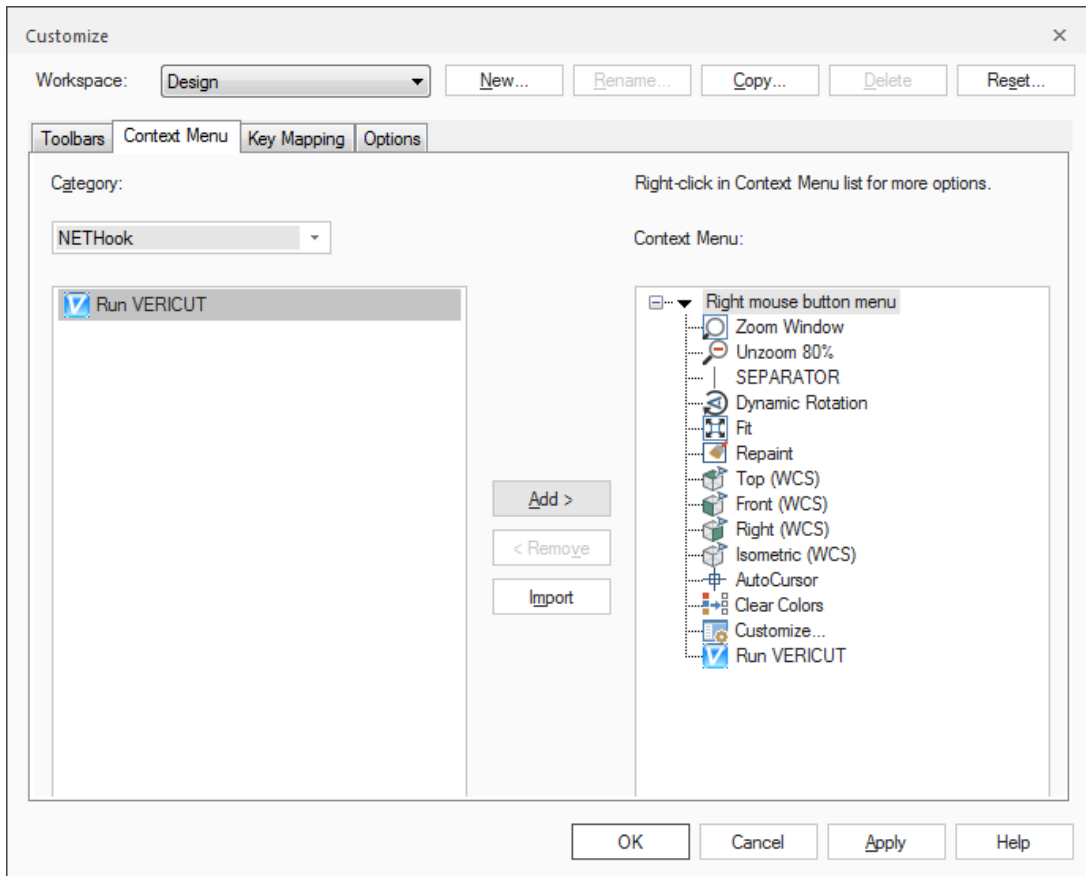 Customize
Workspace: Design New... Rename... Copy... Delete Reset...
Toolbars Context Menu Key Mapping Options
Category:
Right-click in Context Menu list for more options.
NETHook
Context Menu:
Run VERICUT
Right mouse button menu
Zoom Window
Unzoom 80%
SEPARATOR
Dynamic Rotation
Fit
Repaint
Top (WCS)
Front (WCS)
Right (WCS)
Isometric (WCS)
AutoCursor
Clear Colors
Customize...
Run VERICUT
Add >
< Remove
Import
OK Cancel Apply Help